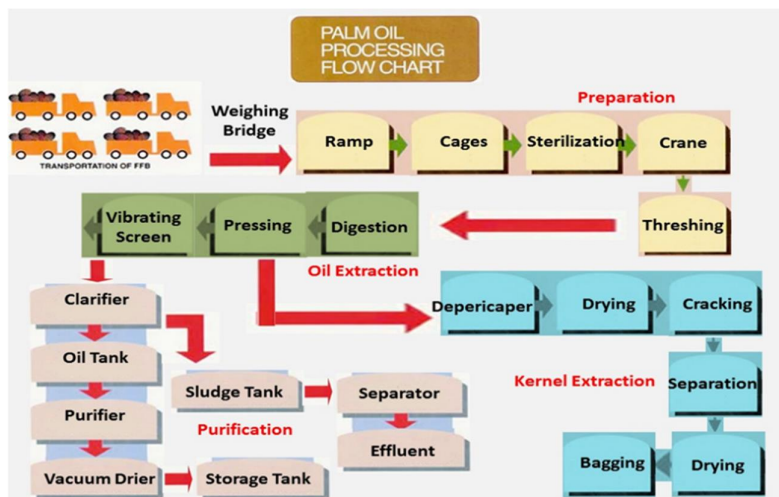 PALM OIL
PROCESSING
FLOW CHART
TRANSPORTATION OF FFB
Weighing
Bridge
Preparation
Ramp
Cages
Sterilization
Crane
Threshing
Digestion
Pressing
Vibrating
Screen
Oil Extraction
Clarifier
Oil Tank
Purifier
Vacuum Drier
Storage Tank
Sludge Tank
Separator
Effluent
Purification
Depericaper
Drying
Cracking
Kernel Extraction
Separation
Drying
Bagging